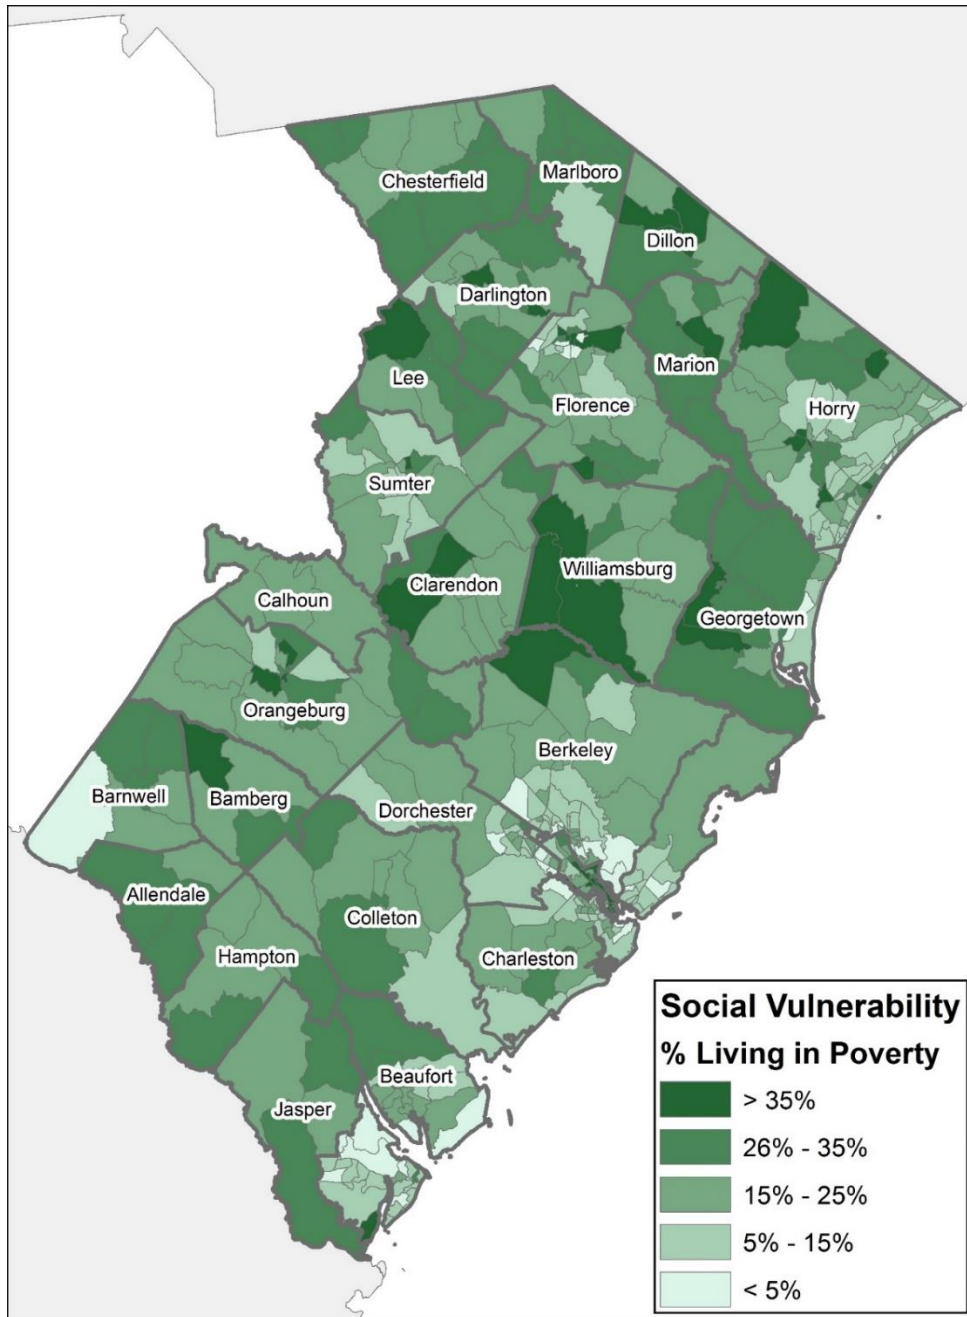 Chesterfield
Marlboro
Dillon
Darlington
Marion
Lee
Florence
Horry
Sumter
Clarendon
Williamsburg
Calhoun
Georgetown
Orangeburg
Berkeley
Barnwell
Bamberg
Dorchester
Allendale
Colleton
Hampton
Charleston
Beaufort
Jasper
Social Vulnerability
% Living in Poverty
> 35%
26% - 35%
15% - 25%
5% - 15%
< 5%